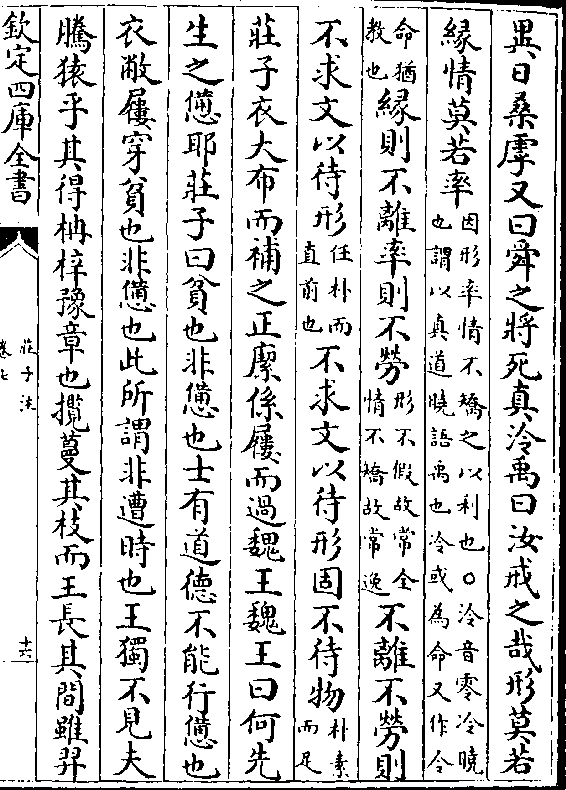 異日桑雽又曰舜之將死真泠禹曰汝戒之哉形莫若
緣情莫若率因形率情不矯之以利也〇泠音零泠曉也謂以真道曉語禹也泠或為命又作令
命猶教也緣則不離率則不勞形不假故常全情不矯故常逸不離不勞則
不求文以待形任朴而直前也不求文以待形固不待物朴素而足
莊子衣大布而補之正緳係屨而過魏王魏王曰何先
生之憊耶莊子曰貧也非憊也士有道德不能行憊也
衣敝屨穿貧也非憊也此所謂非遭時也王獨不見夫
騰猿乎其得柟梓豫章也攬蔓其枝而王長其間雖羿
欽定四庫全書
莊子注
卷七
十六